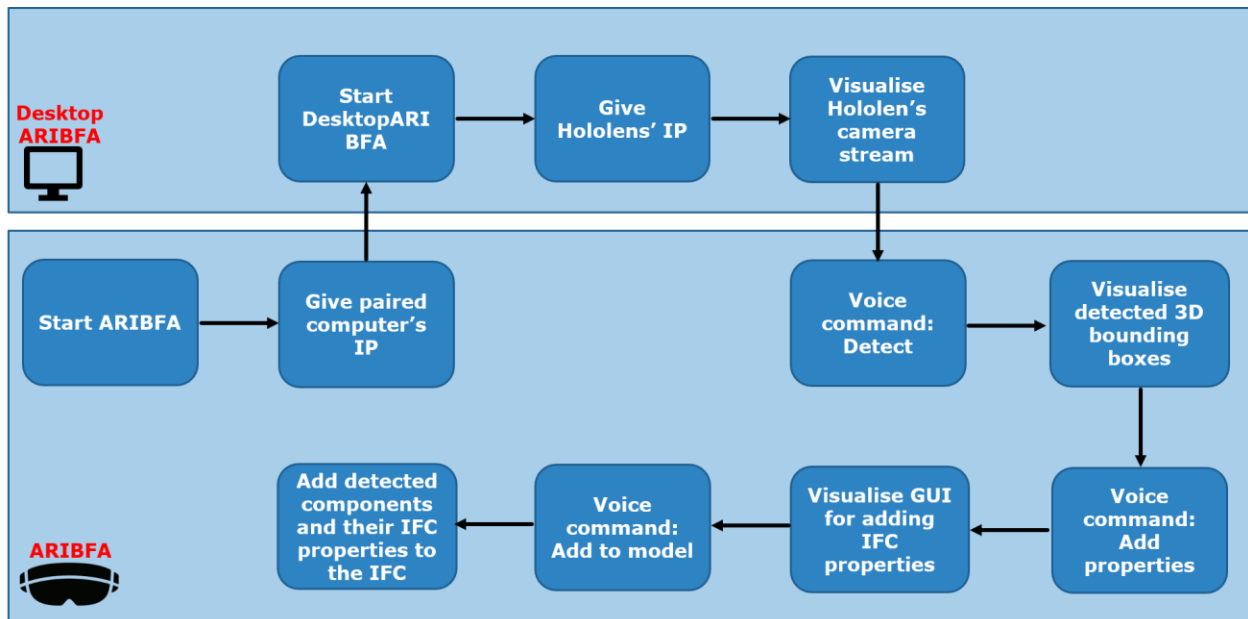 Desktop
ARIBFA
Start
DesktopARI
BFA
Give
Hololens’ IP
Visualise
Hololen’s
camera
stream
Start ARIBFA
Give paired
computer’s
IP
Voice
command:
Detect
Visualise
detected 3D
bounding
boxes
Add detected
components
and their IFC
properties to
the IFC
Voice
command:
Add to model
Visualise GUI
for adding
IFC
properties
Voice
command:
Add
properties
ARIBFA